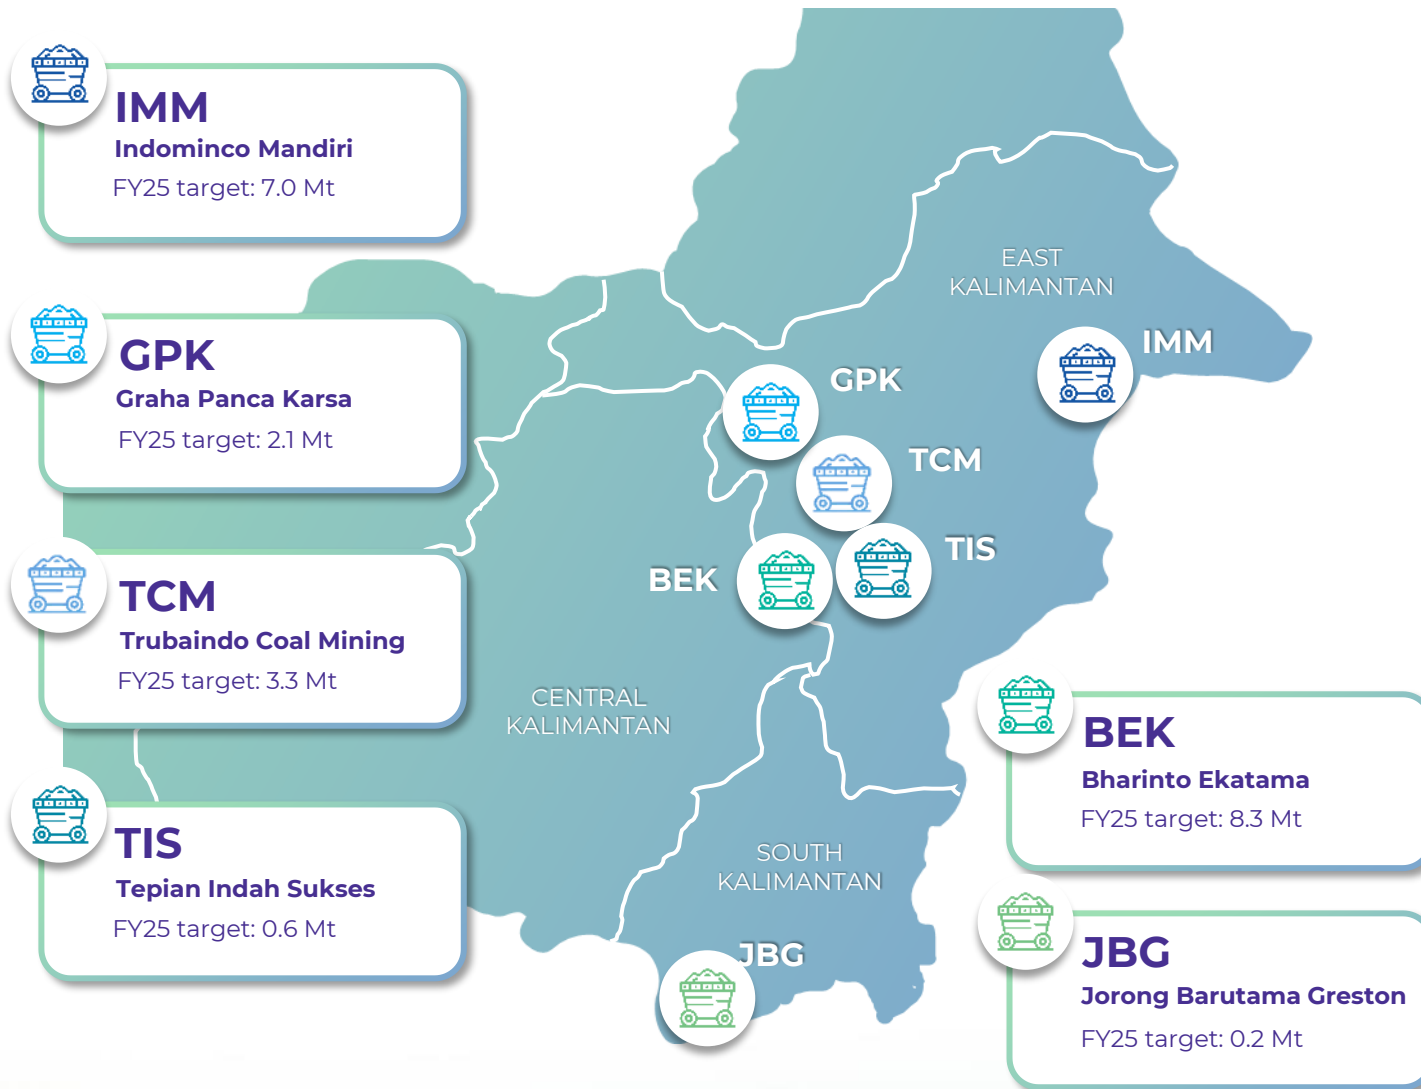 IMM
Indominco Mandiri
FY25 target: 7.0 Mt
GPK
Graha Panca Karsa
FY25 target: 2.1 Mt
TCM
Trubaindo Coal Mining
FY25 target: 3.3 Mt
TIS
Tepian Indah Sukses
FY25 target: 0.6 Mt
EAST
KALIMANTAN
IMM
GPK
TCM
TIS
BEK
CENTRAL
KALIMANTAN
SOUTH
KALIMANTAN
JBG
BEK
Bharinto Ekatama
FY25 target: 8.3 Mt
JBG
Jorong Barutama Greston
FY25 target: 0.2 Mt